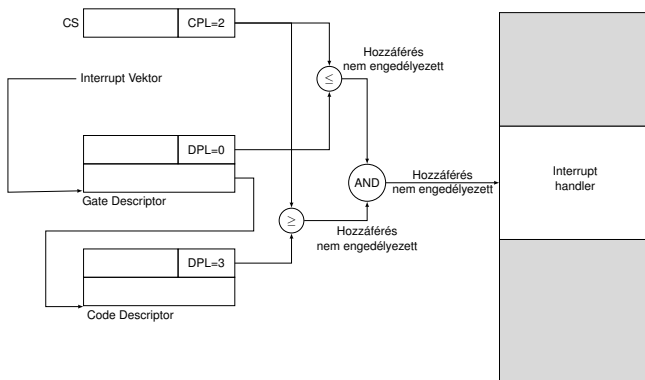 CS
CPL=2
Hozzáférés
nem engedélyezett
Interrupt Vektor
≤
DPL=0
Gate Descriptor
AND
Hozzáférés
nem engedélyezett
Interrupt
handler
≥
Hozzáférés
nem engedélyezett
DPL=3
Code Descriptor